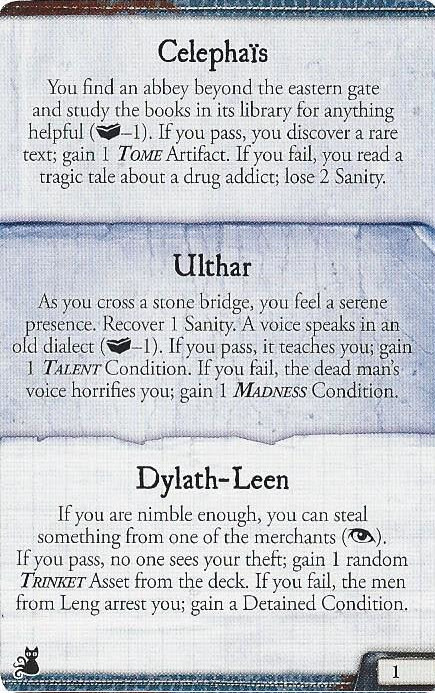 Celephaïs
You find an abbey beyond the eastern gate
and study the books in its library for anything
helpful (–1). If you pass, you discover a rare
text; gain 1 TOME Artifact. If you fail, you read a
tragic tale about a drug addict; lose 2 Sanity.
Ulthar
As you cross a stone bridge, you feel a serene
presence. Recover 1 Sanity. A voice speaks in an
old dialect (–1). If you pass, it teaches you; gain
1 TALENT Condition. If you fail, the dead man's
voice horrifies you; gain 1 MADNESS Condition.
Dylath-Leen
If you are nimble enough, you can steal
something from one of the merchants ().
If you pass, no one sees your theft; gain 1 random
TRINKET Asset from the deck. If you fail, the men
from Leng arrest you; gain a Detained Condition.
1